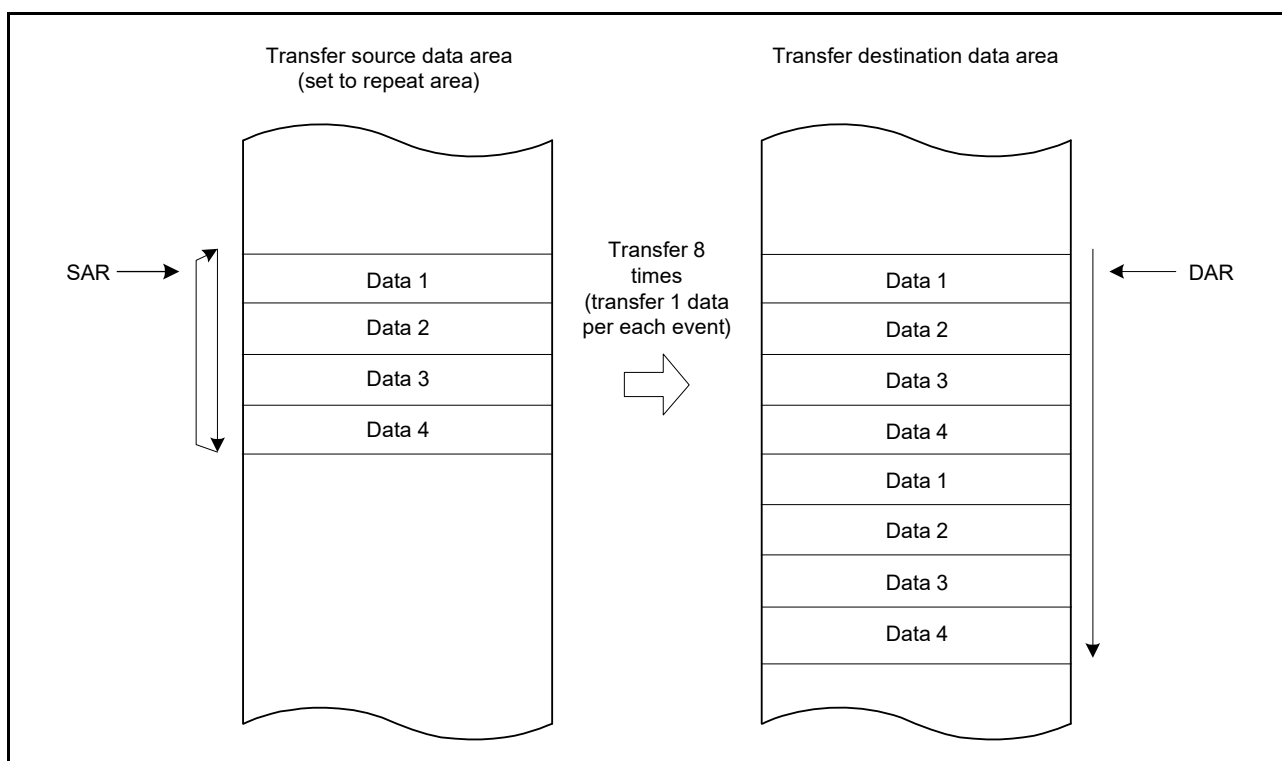 Transfer source data area
(set to repeat area)
Transfer destination data area
SAR
Data 1
Data 2
Data 3
Data 4
Transfer 8
times
(transfer 1 data
per each event)
Data 1
Data 2
Data 3
Data 4
Data 1
Data 2
Data 3
Data 4
DAR